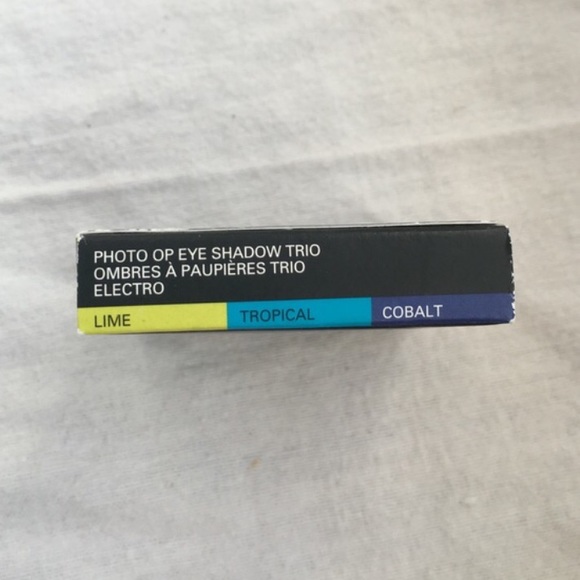 PHOTO OP EYE SHADOW TRIO
OMBRES À PAUPIÈRES TRIO
ELECTRO
LIME TROPICAL COBALT